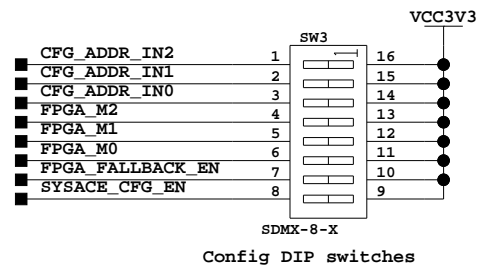 VCC3V3
SW3
CFG_ADDR_IN2 1 16
CFG_ADDR_IN1 2 15
CFG_ADDR_IN0 3 14
FPGA_M2 4 13
FPGA_M1 5 12
FPGA_M0 6 11
FPGA_FALLBACK_EN 7 10
SYSACE_CFG_EN 8 9
SDMX-8-X
Config DIP switches